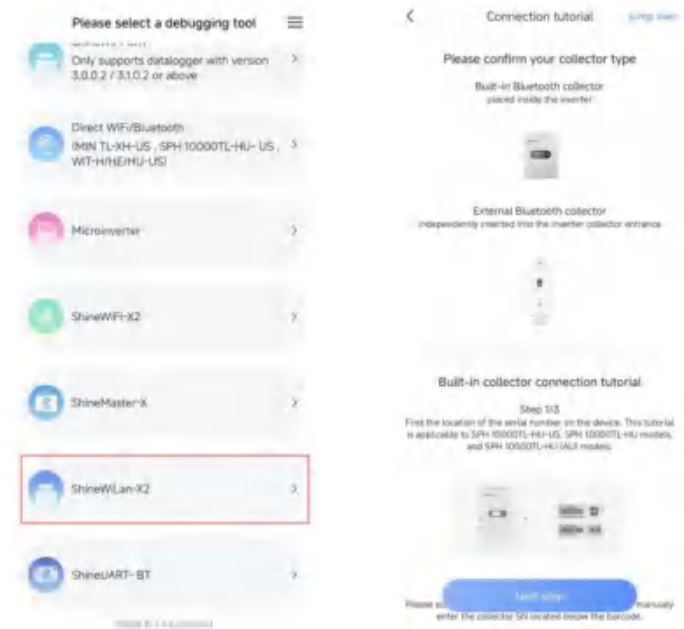 Please select a debugging tool
Only supports datalogger with version
3.0.0.2 / 3.1.0.2 or above
Direct WiFi/Bluetooth
(MIN TL-XH-US , SPH 10000TL-HU- US ,
WIT-H/HE/HU-US)
Microinverter
ShineWiFi-X2
ShineMaster-X
ShineWiLan-X2
ShineUART- BT
Connection tutorial
Please confirm your collector type
Built-in Bluetooth collector
placed inside the inverter
External Bluetooth collector
Independently inserted into the inverter collector entrance
Built-in collector connection tutorial
Step 1/3
Find the location of the serial number on the device. This tutorial
is applicable to SPH 10000TL-HU-US, SPH 10000TL-HU models,
and SPH 10000TL-HU (AU) models.
Next step
Please manually
enter the collector SN located below the barcode.